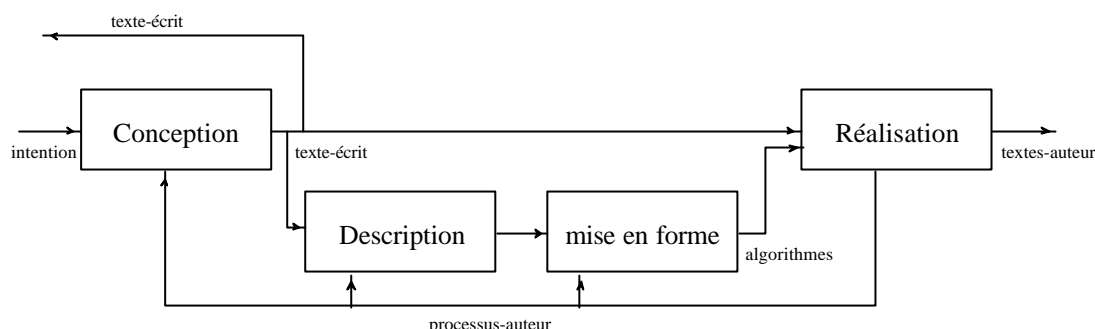 texte-écrit
Conception
Réalisation
intention
texte-écrit
textes-auteur
Description
mise en forme
algorithmes
processus-auteur